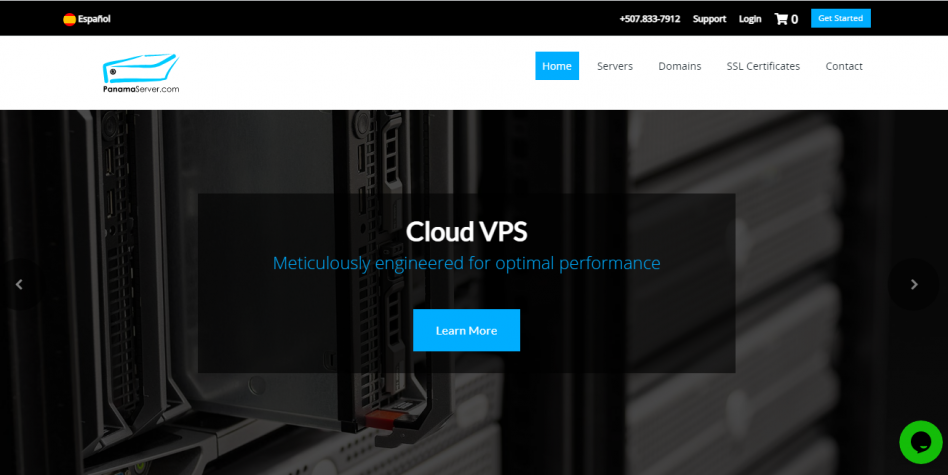 Español
+507.833-7912 Support Login 0 Get Started
PanamaServer.com
Home Servers Domains SSL Certificates Contact
Cloud VPS
Meticulously engineered for optimal performance
Learn More